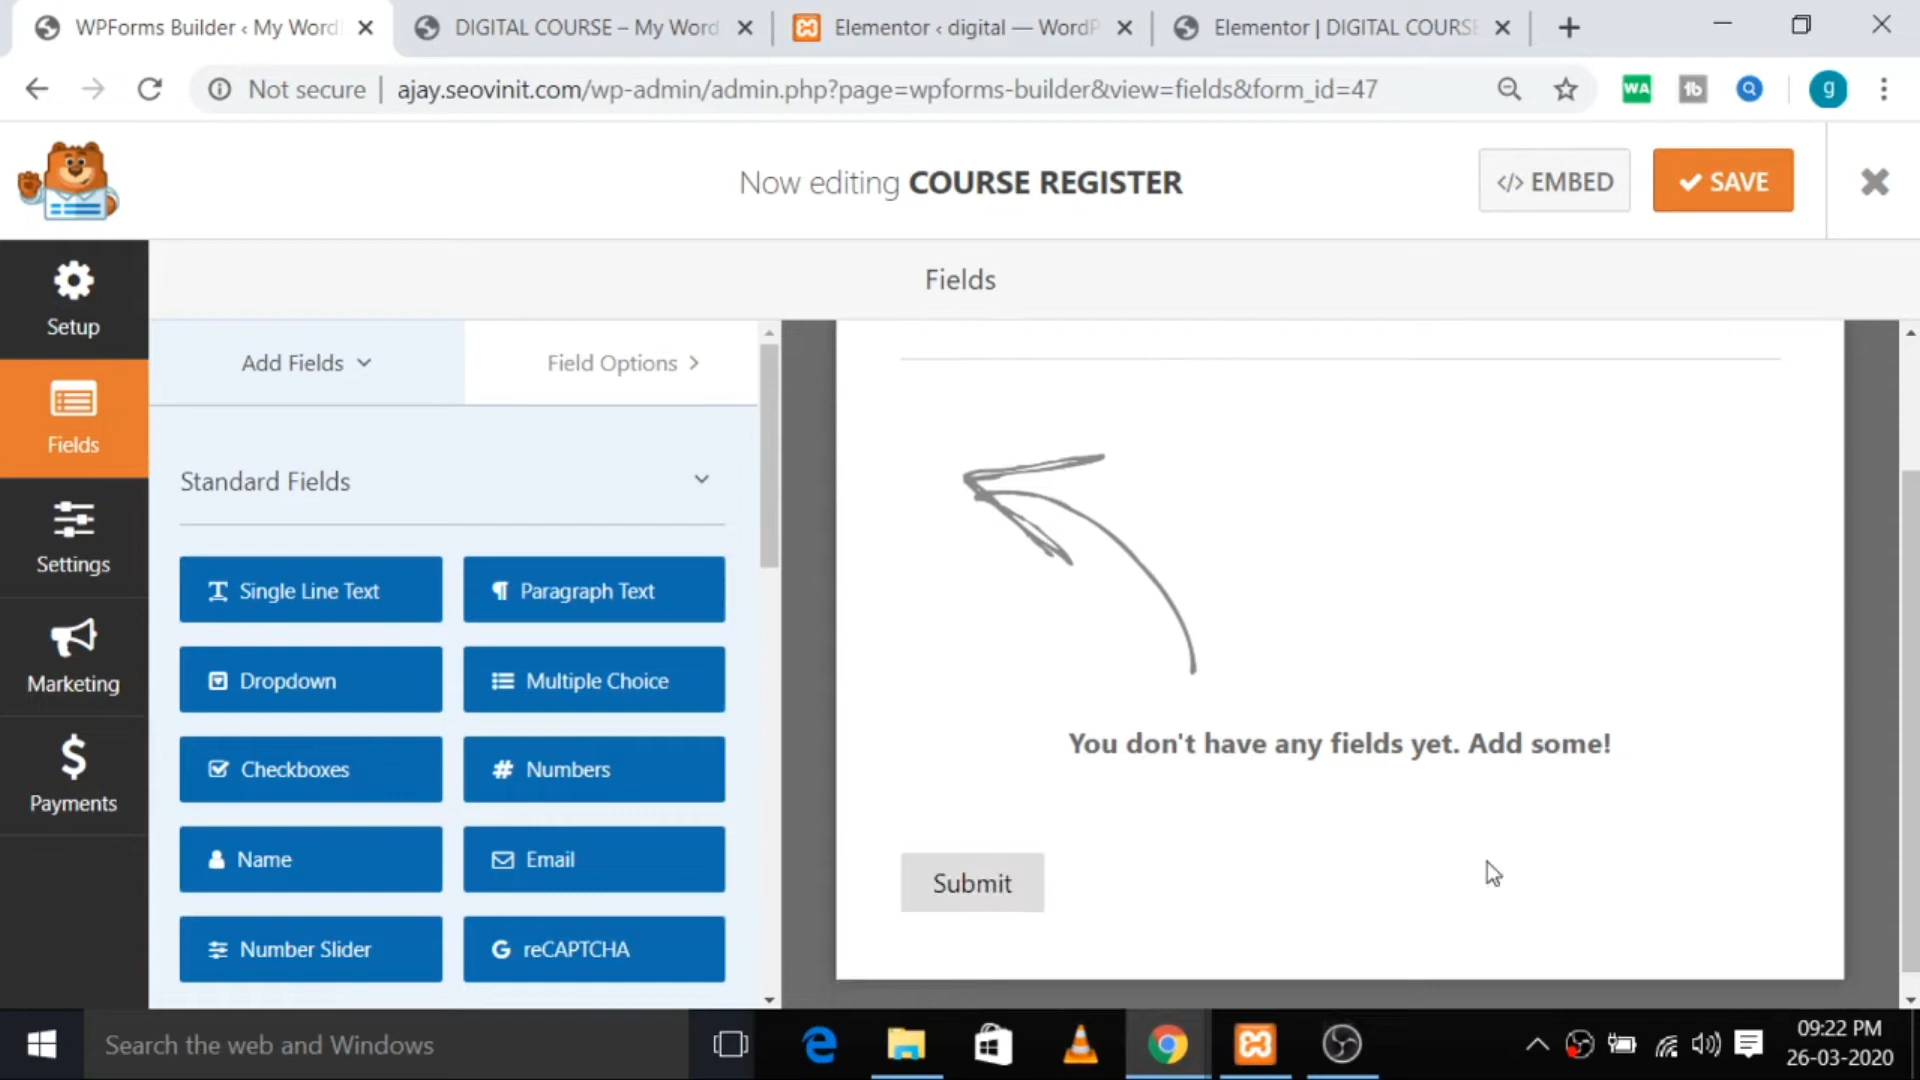 WPForms Builder ‹ My Word
DIGITAL COURSE – My Word
Elementor ‹ digital — WordP
Elementor | DIGITAL COURSE
Not secure
ajay.seovinit.com/wp-admin/admin.php?page=wpforms-builder&view=fields&form_id=47
WA
tb
g
Now editing COURSE REGISTER
</> EMBED
SAVE
Setup
Fields
Settings
Marketing
Payments
Fields
Add Fields
Field Options
Standard Fields
Single Line Text
Paragraph Text
Dropdown
Multiple Choice
Checkboxes
# Numbers
Name
Email
Number Slider
G reCAPTCHA
You don't have any fields yet. Add some!
Submit
Search the web and Windows
09:22 PM
26-03-2020